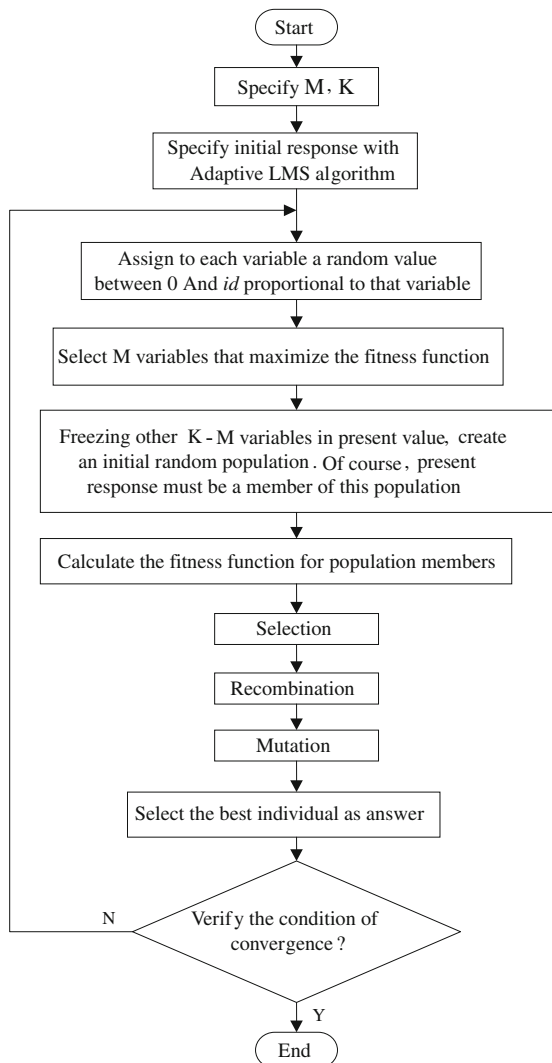 Start
Specify M, K
Specify initial response with
Adaptive LMS algorithm
Assign to each variable a random value
between 0 And id proportional to that variable
Select M variables that maximize the fitness function
Freezing other K-M variables in present value, create
an initial random population. Of course, present
response must be a member of this population
Calculate the fitness function for population members
Selection
Recombination
Mutation
Select the best individual as answer
N
Verify the condition of
convergence?
Y
End